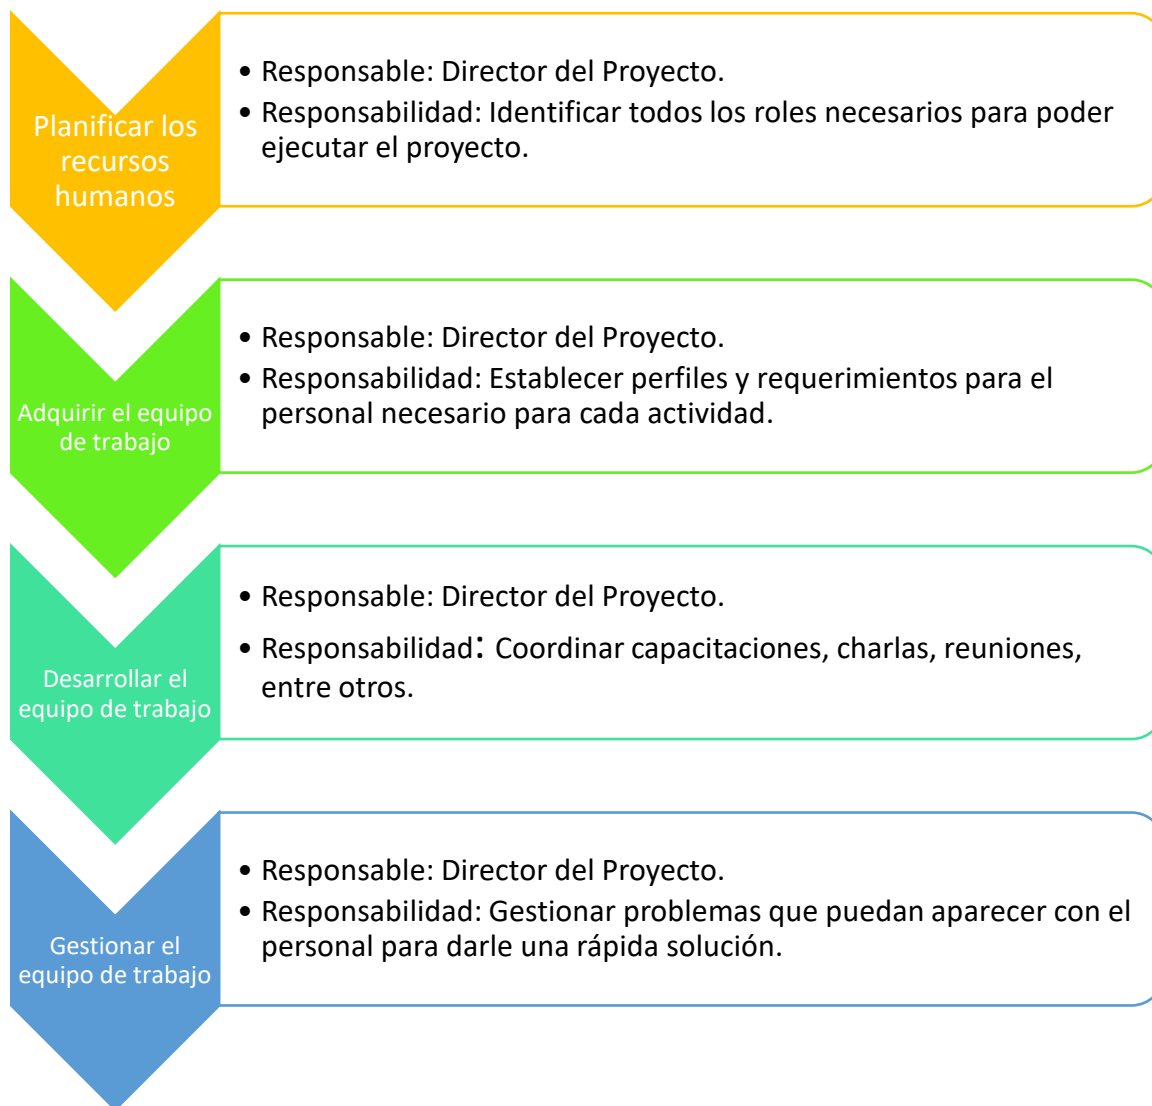 Planificar los
recursos
humanos
• Responsable: Director del Proyecto.
• Responsabilidad: Identificar todos los roles necesarios para poder
ejecutar el proyecto.
Adquirir el equipo
de trabajo
• Responsable: Director del Proyecto.
• Responsabilidad: Establecer perfiles y requerimientos para el
personal necesario para cada actividad.
Desarrollar el
equipo de trabajo
• Responsable: Director del Proyecto.
• Responsabilidad: Coordinar capacitaciones, charlas, reuniones,
entre otros.
Gestionar el
equipo de trabajo
• Responsable: Director del Proyecto.
• Responsabilidad: Gestionar problemas que puedan aparecer con el
personal para darle una rápida solución.